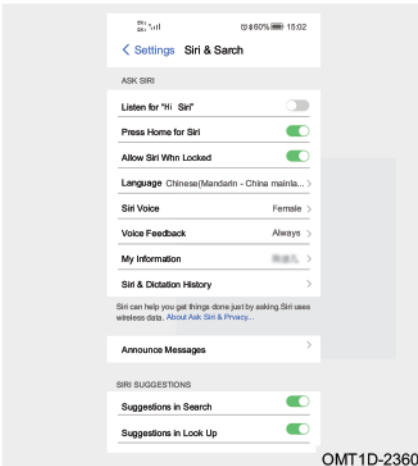 60% 15:02
Settings Siri & Sarch
ASK SIRI
Listen for "Hi Siri"
Press Home for Siri
Allow Siri Whn Locked
Language Chinese(Mandarin - China mainla...
Siri Voice Female
Voice Feedback Always
My Information
Siri & Dictation History
Siri can help you get things done just by asking.Siri uses
wireless data. About Ask Siri & Prvacy...
Announce Messages
SIRI SUGGESTIONS
Suggestions in Search
Suggestions in Look Up
OMT1D-2360